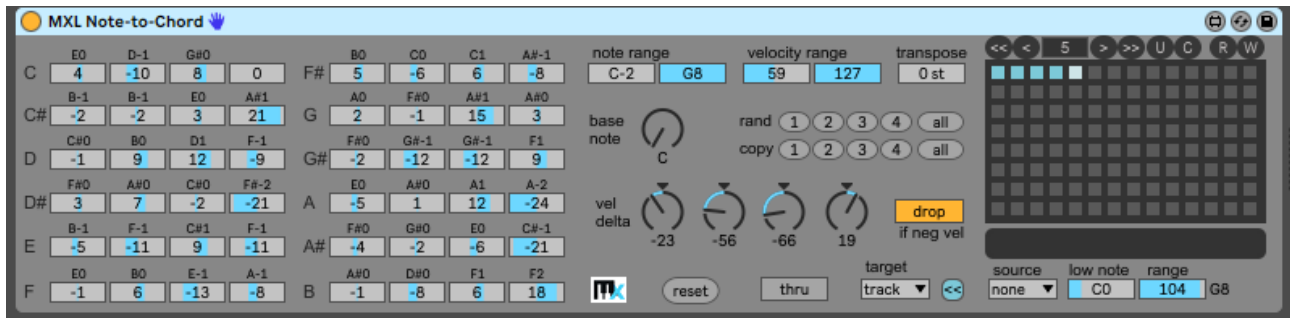 MXL Note-to-Chord
E0 D-1 G#0
C 4 -10 8 0
B-1 B-1 E0 A#1
C# -2 -2 3 21
C#0 B0 D1 F-1
D -1 9 12 -9
F#0 A#0 C#0 F#-2
D# 3 7 -2 -21
B-1 F-1 C#1 F-1
E -5 -11 9 -11
E0 B0 E-1 A-1
F -1 6 -13 -8
B0 C0 C1 A#-1
F# 5 -6 6 -8
A0 F#0 A#1 A#0
G 2 -1 15 3
F#0 G#-1 G#-1 F1
G# -2 -12 -12 9
E0 A#0 A1 A-2
A -5 1 12 -24
F#0 G#0 E0 C#-1
A# -4 -2 -6 -21
A#0 D#0 F1 F2
B -1 -8 6 18
note range velocity range transpose
C-2 G8 59 127 0 st
base note
C
rand 1 2 3 4 all
copy 1 2 3 4 all
vel delta
-23 -56 -66 19
drop
if neg vel
mx
reset
thru
target
track <<
<< < 5 > >> U C R W
source low note range
none C0 104 G8